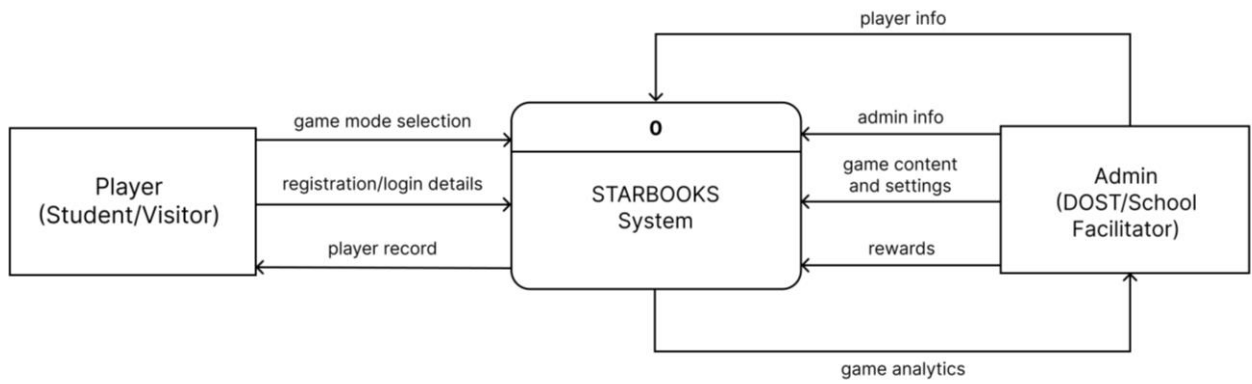 player info
game mode selection
0
admin info
Player
(Student/Visitor)
registration/login details
STARBOOKS
System
game content
and settings
Admin
(DOST/School
Facilitator)
player record
rewards
game analytics